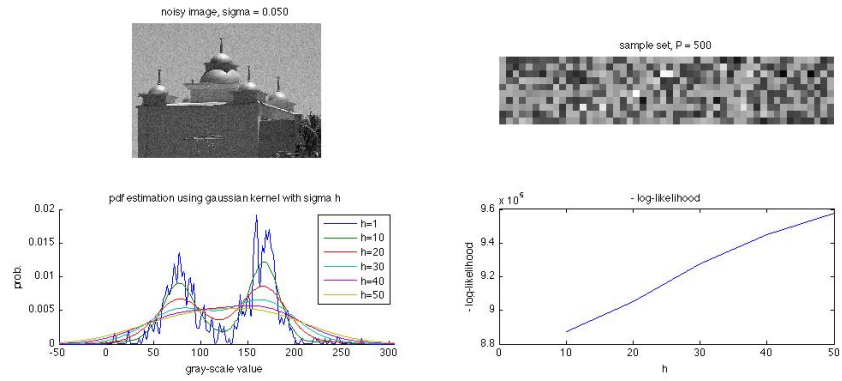 noisy image, sigma = 0.050
sample set, P = 500
pdf estimation using gaussian kernel with sigma h
0.02
0.015
0.01
0.005
0
prob.
-50
0
50
100
150
200
250
300
gray-scale value
h=1
h=10
h=20
h=30
h=40
h=50
- log-likelihood
x 10^6
9.6
9.4
9.2
9
8.8
- log-likelihood
0
10
20
30
40
50
h